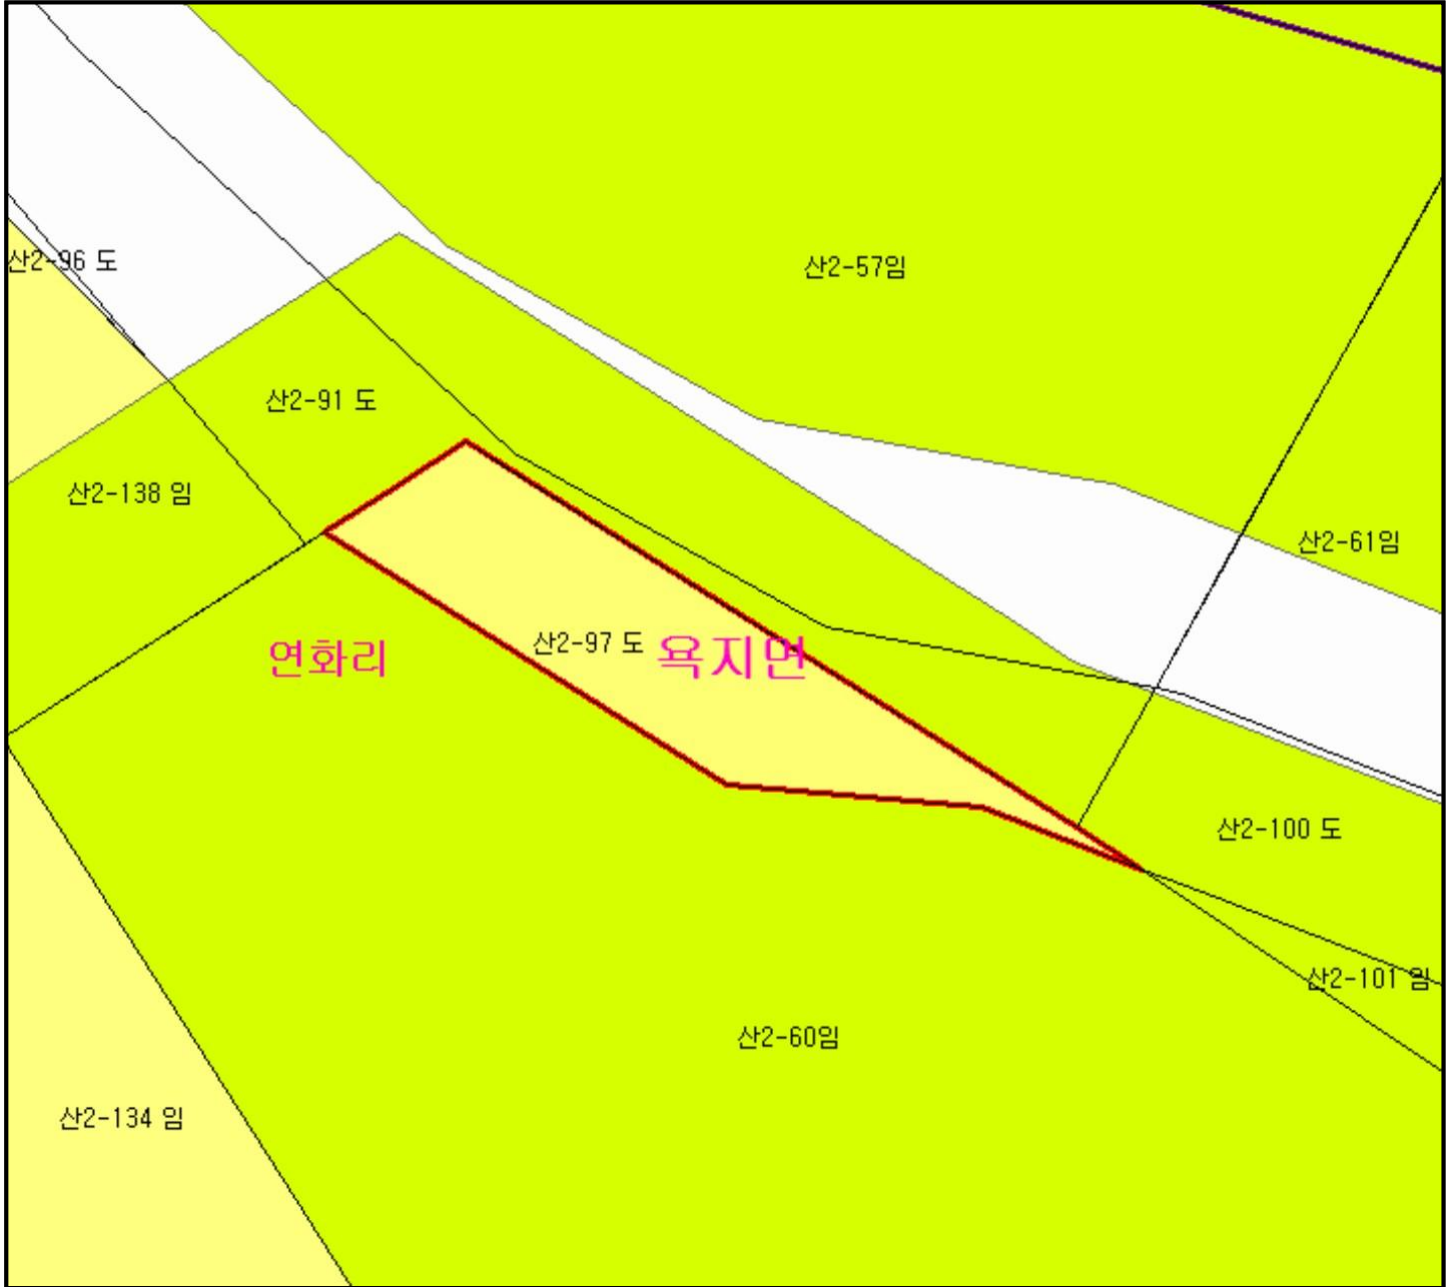 산2-96 도
산2-57임
산2-91 도
산2-138 임
산2-61임
연화리
산2-97 도
욕지면
산2-100 도
산2-101 임
산2-60임
산2-134 임